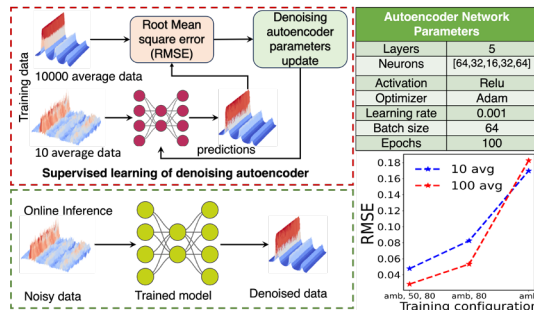 Training data
10000 average data
Root Mean
square error
(RMSE)
Denoising
autoencoder
parameters
update
10 average data
predictions
Supervised learning of denoising autoencoder
Online Inference
Noisy data
Trained model
Denoised data
Autoencoder Network
Parameters
Layers 5
Neurons [64,32,16,32,64]
Activation Relu
Optimizer Adam
Learning rate 0.001
Batch size 64
Epochs 100
RMSE
0.18
0.16
0.14
0.12
0.10
0.08
0.06
0.04
10 avg
100 avg
amb, 50, 80 amb, 80 amb
Training configuration